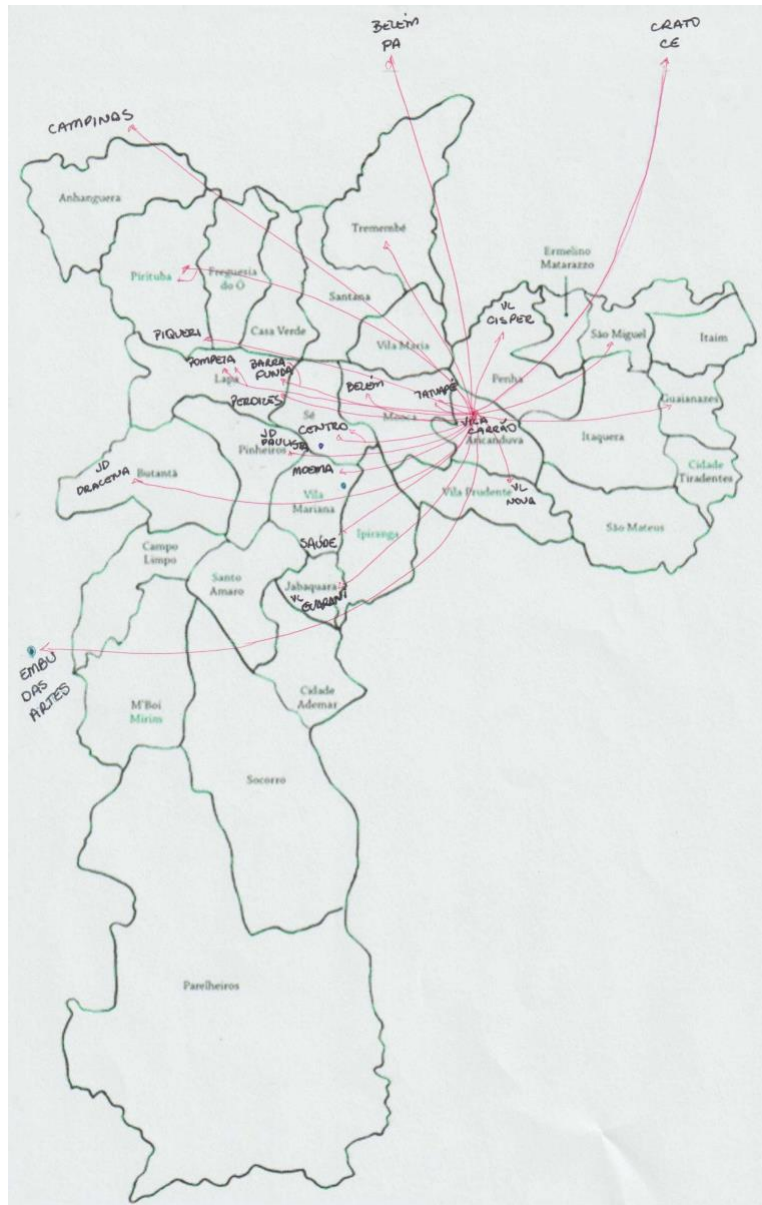 BELÉM
PA
CRATO
CE
CAMPINAS
Anhanguera
Tremembé
Ermelino
Matarazzo
Pirituba
Freguesia
do Ó
Santana
VL
CISPER
São Miguel
Itaim
PIQUERI
Casa Verde
Vila Maria
POMPEIA
BARRA
FUNDA
Lapa
BELÉM
TATUAPÉ
Penha
Guaianazes
PERDIZES
Sé
Mooca
VILA
CARRÃO
Aricanduva
Itaquera
CENTRO
JD
PAULISTA
Pinheiros
MOEMA
JD
DRACENA
Butantã
Vila
Mariana
Vila Prudente
VL
NOVA
Cidade
Tiradentes
São Mateus
Ipiranga
SAÚDE
Campo
Limpo
Santo
Amaro
Jabaquara
VL
GUARANI
EMBU
DAS
ARTES
M'Boi
Mirim
Cidade
Ademar
Socorro
Parelheiros